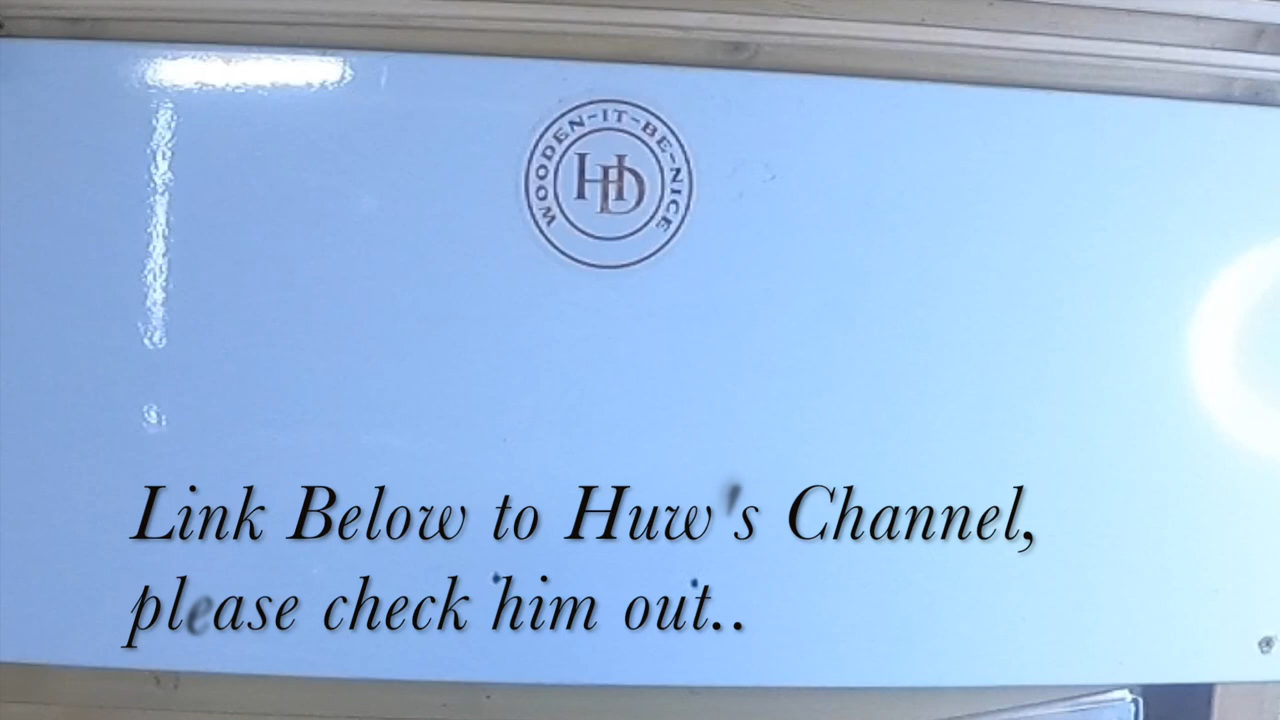 WOODEN-IT-BE-NICE
HD
Link Below to Huw's Channel,
please check him out..